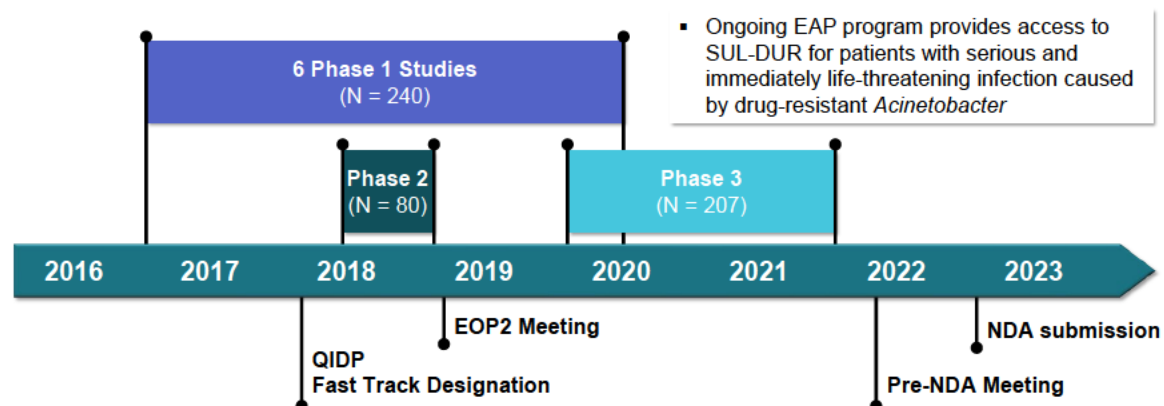 6 Phase 1 Studies
(N = 240)
▪ Ongoing EAP program provides access to
SUL-DUR for patients with serious and
immediately life-threatening infection caused
by drug-resistant Acinetobacter
Phase 2
(N = 80)
Phase 3
(N = 207)
2016 2017 2018 2019 2020 2021 2022 2023
EOP2 Meeting
NDA submission
QIDP
Fast Track Designation
Pre-NDA Meeting